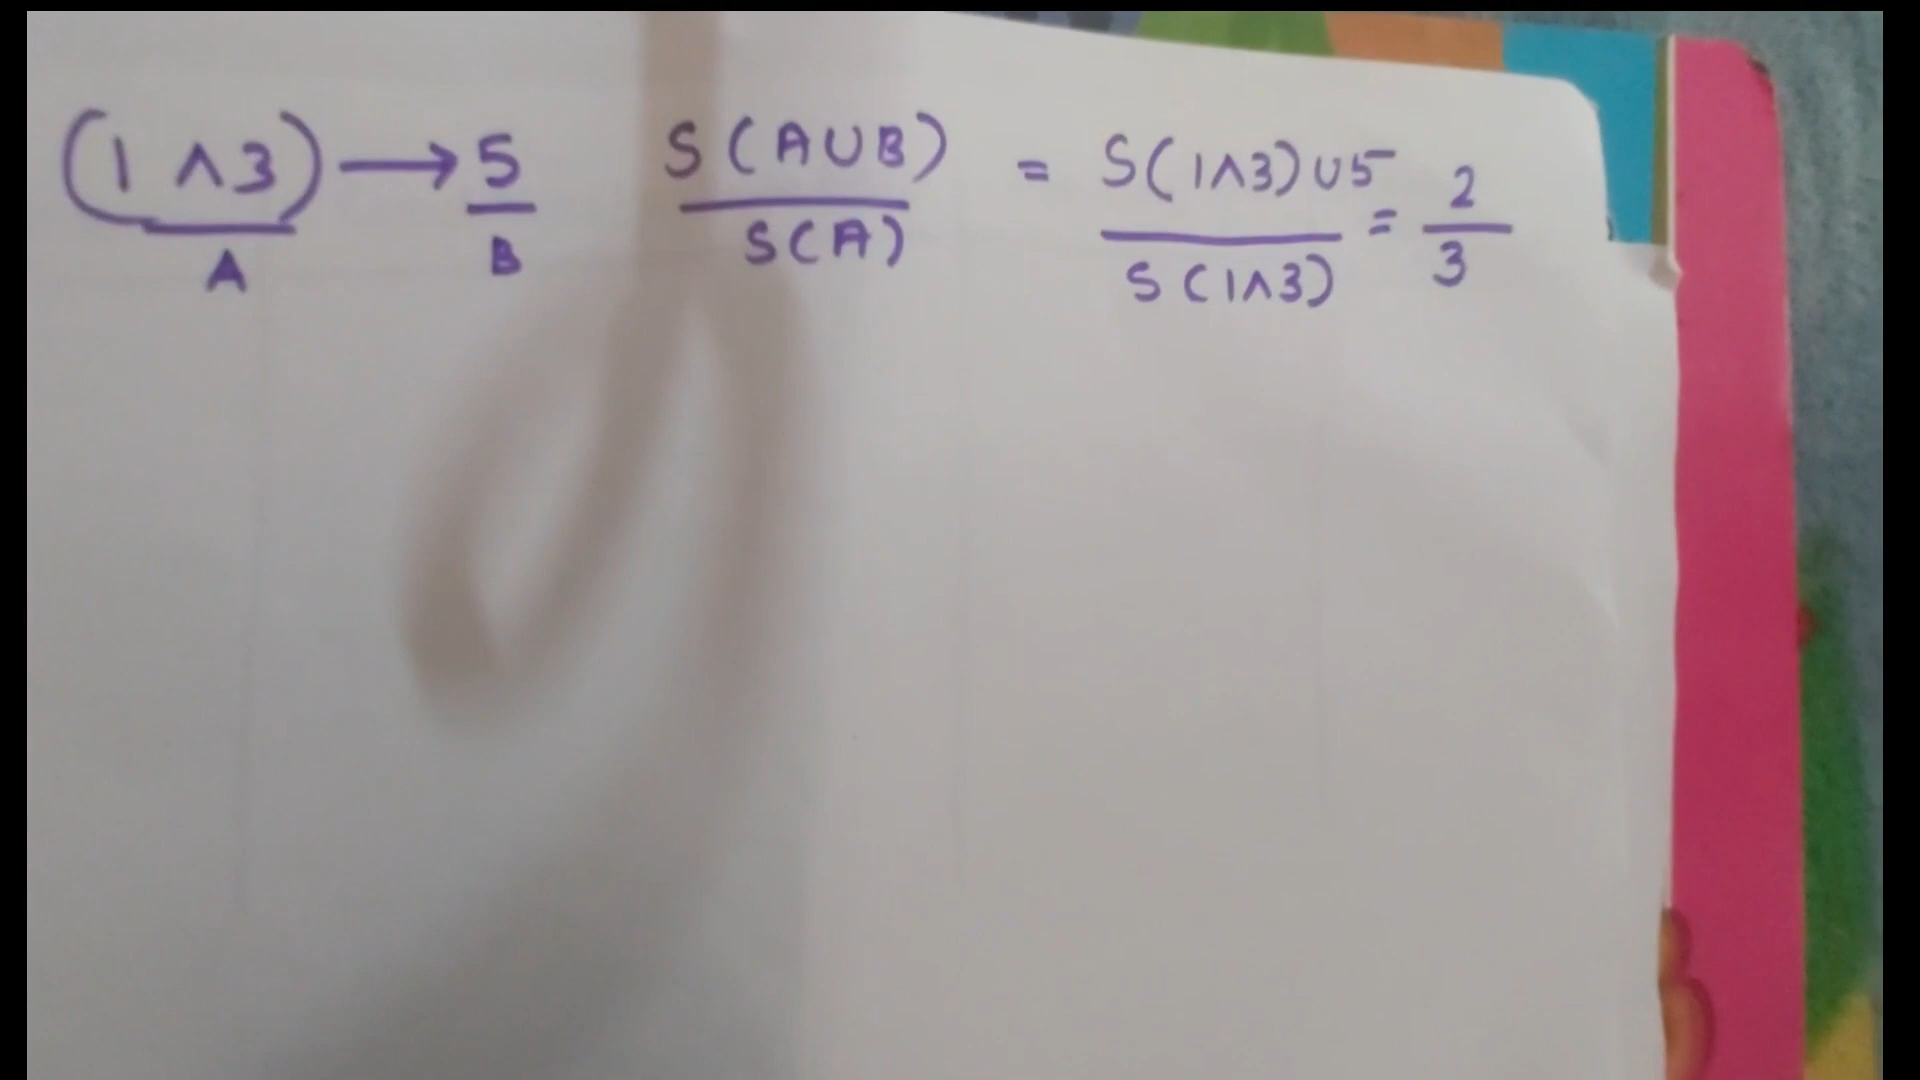 (1 ∧ 3) → 5 S(A∪B) = S(1∧3)∪5 = 2
A B S(A) S(1∧3) 3